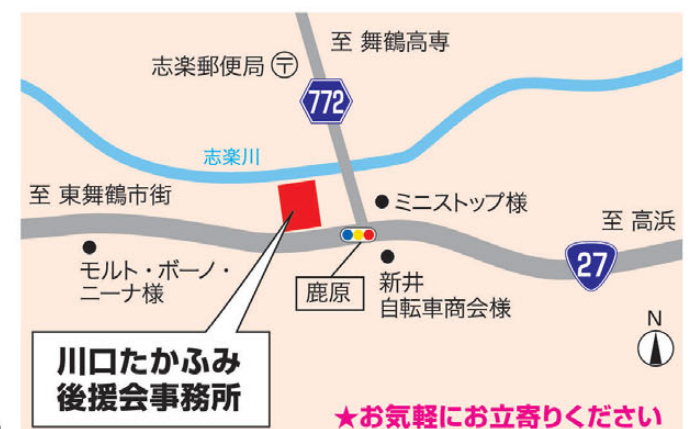 至 舞鶴高専
志楽郵便局 〒
772
志楽川
至 東舞鶴市街
ミニストップ様
至 高浜
27
モルト・ボーノ・
ニーナ様
鹿原
新井
自転車商会様
N
川口たかふみ
後援会事務所
★お気軽にお立寄りください